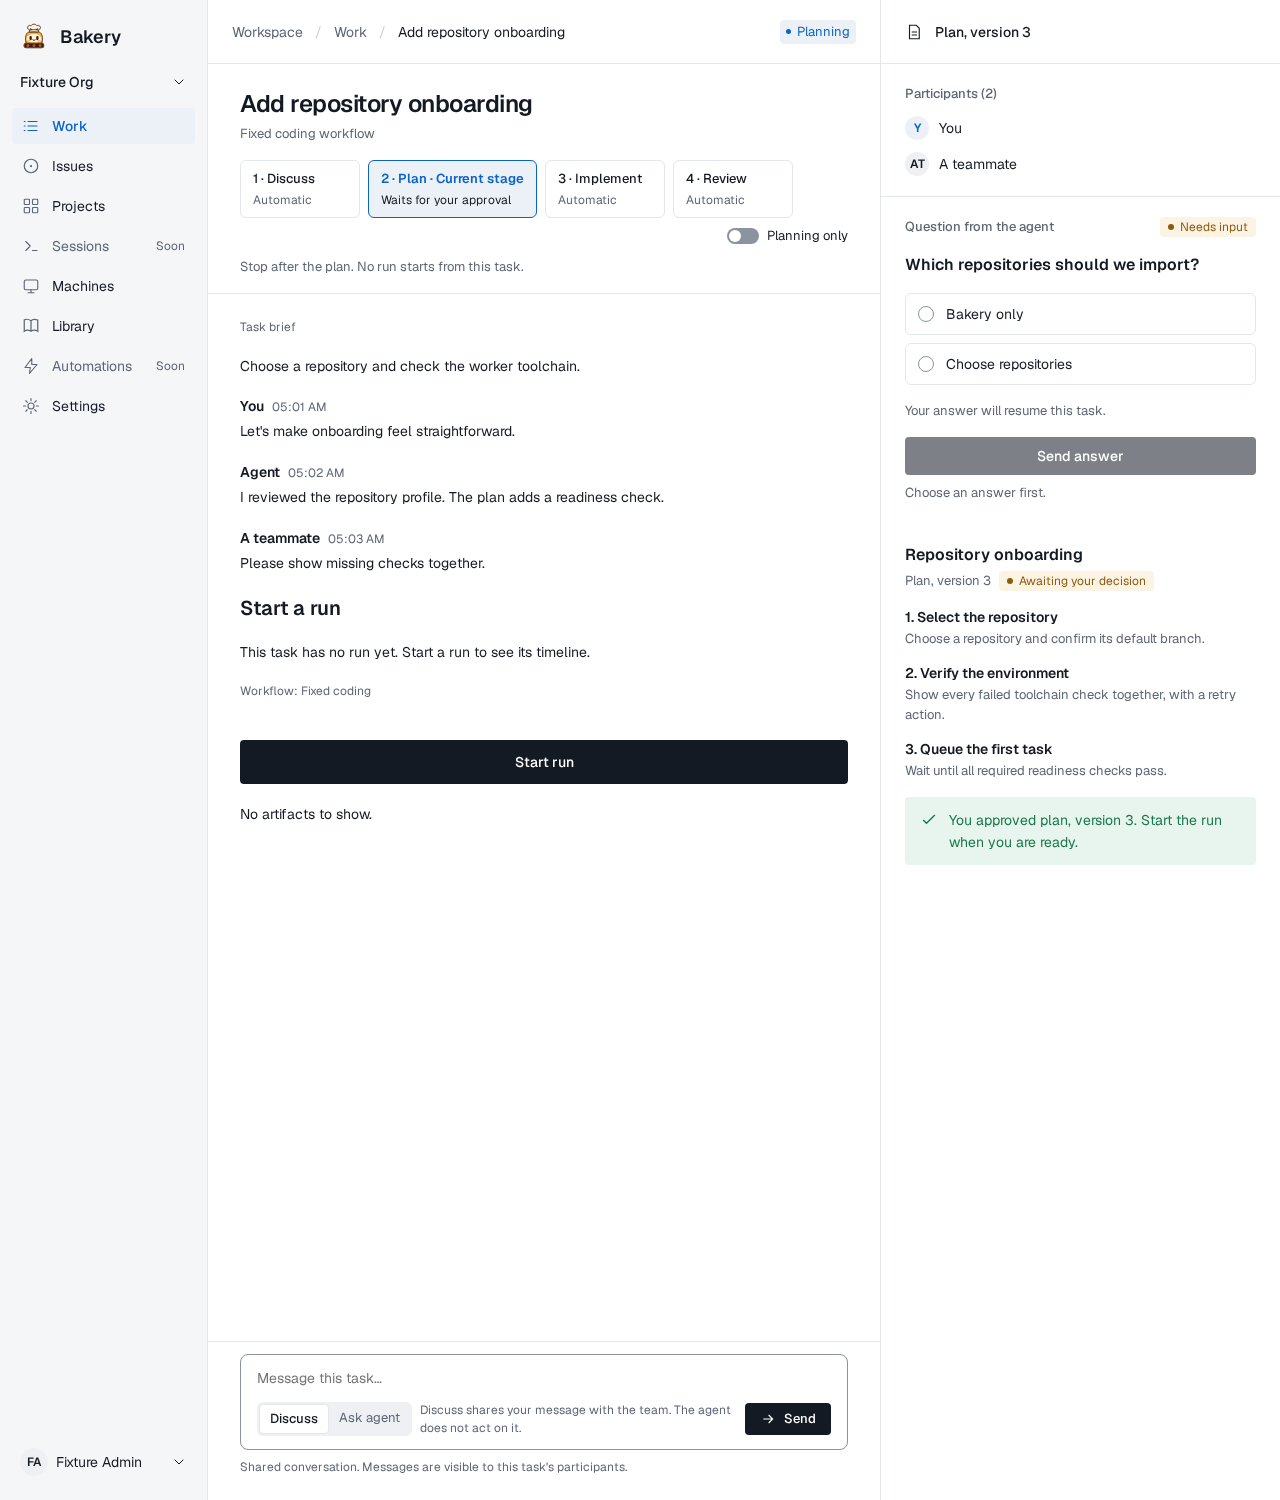 Bakery
Fixture Org
Work
Issues
Projects
Sessions Soon
Machines
Library
Automations Soon
Settings
FA Fixture Admin
Workspace / Work / Add repository onboarding
Planning
Add repository onboarding
Fixed coding workflow
1 · Discuss
Automatic
2 · Plan · Current stage
Waits for your approval
3 · Implement
Automatic
4 · Review
Automatic
Planning only
Stop after the plan. No run starts from this task.
Task brief
Choose a repository and check the worker toolchain.
You 05:01 AM
Let's make onboarding feel straightforward.
Agent 05:02 AM
I reviewed the repository profile. The plan adds a readiness check.
A teammate 05:03 AM
Please show missing checks together.
Start a run
This task has no run yet. Start a run to see its timeline.
Workflow: Fixed coding
Start run
No artifacts to show.
Message this task...
Discuss Ask agent
Discuss shares your message with the team. The agent
does not act on it.
Send
Shared conversation. Messages are visible to this task's participants.
Plan, version 3
Participants (2)
Y You
AT A teammate
Question from the agent Needs input
Which repositories should we import?
Bakery only
Choose repositories
Your answer will resume this task.
Send answer
Choose an answer first.
Repository onboarding
Plan, version 3 Awaiting your decision
1. Select the repository
Choose a repository and confirm its default branch.
2. Verify the environment
Show every failed toolchain check together, with a retry
action.
3. Queue the first task
Wait until all required readiness checks pass.
You approved plan, version 3. Start the run
when you are ready.